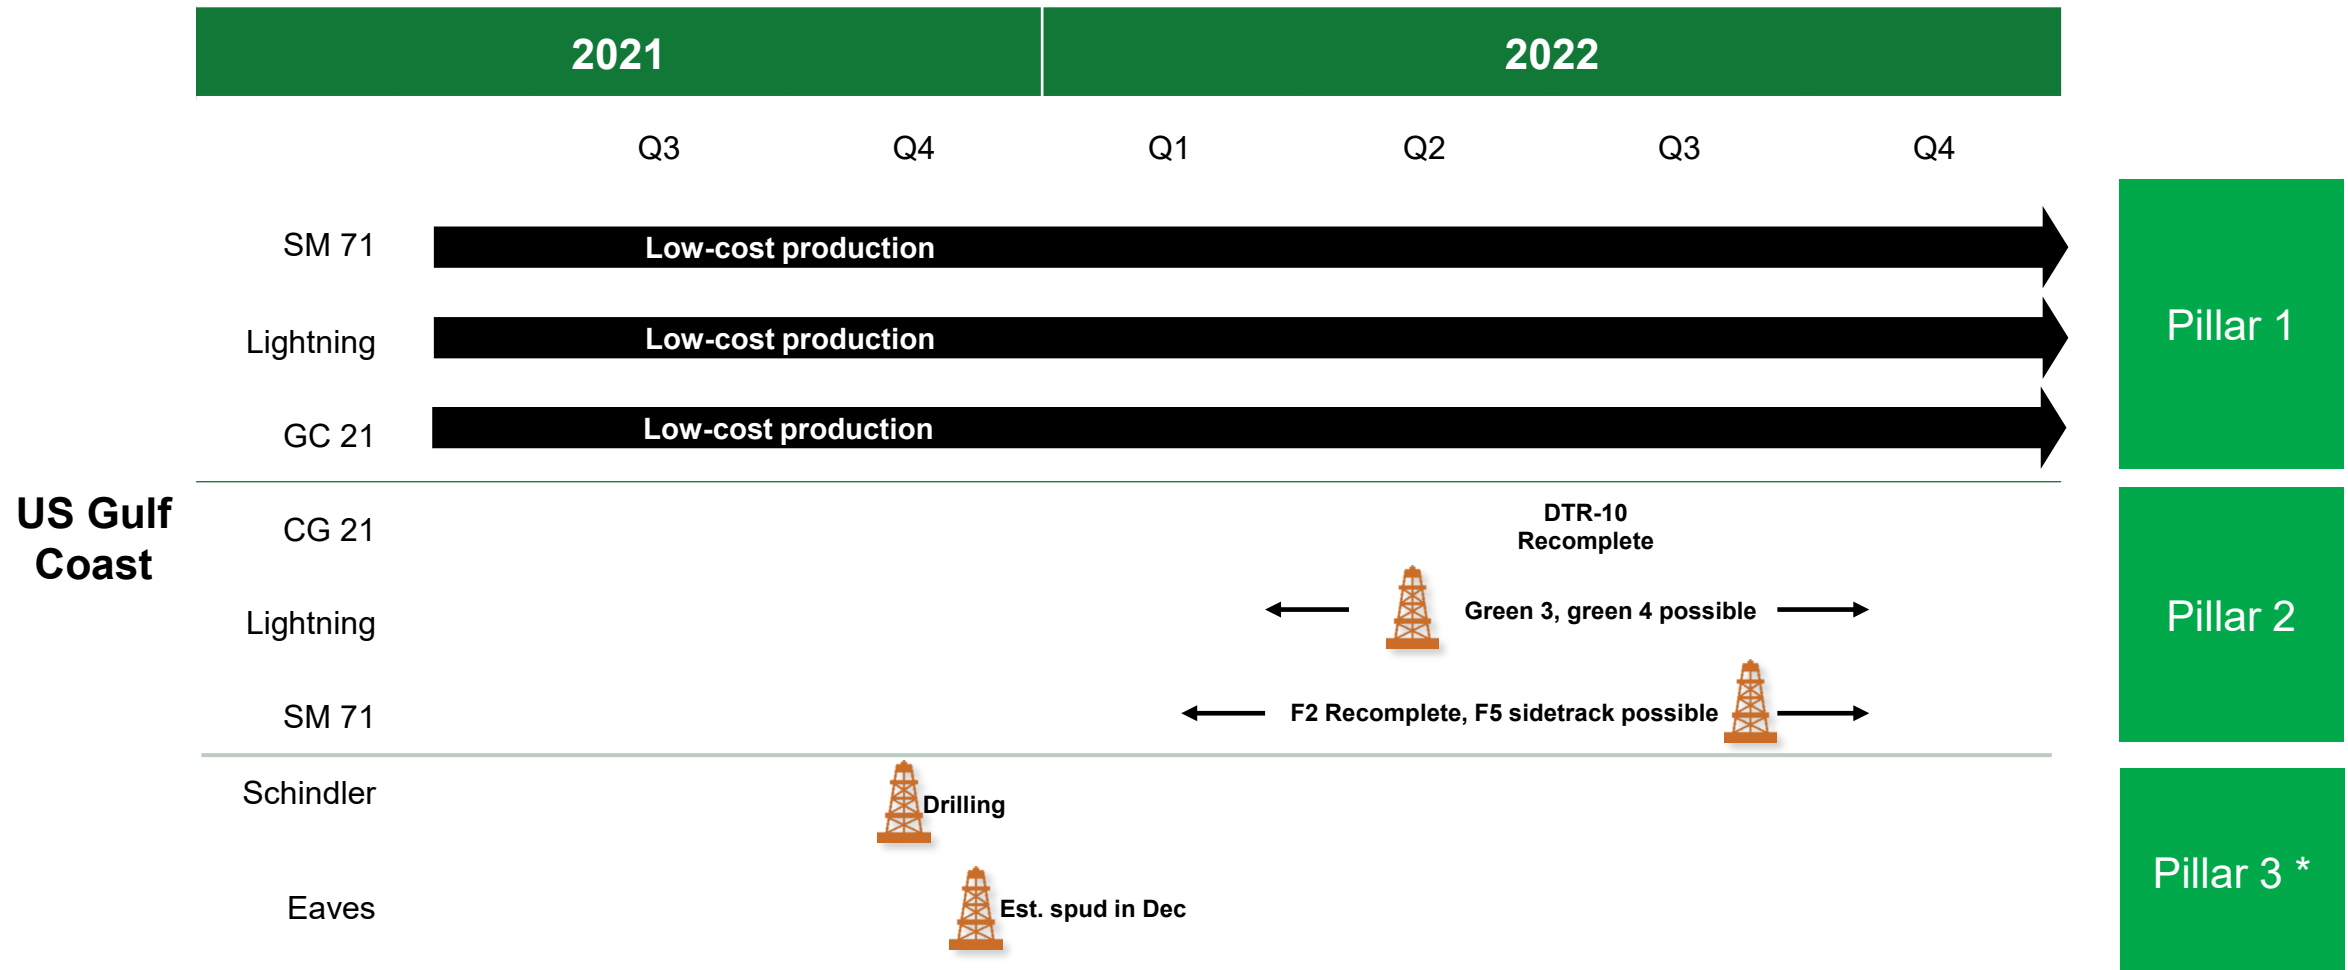 2021 2022
Q3 Q4 Q1 Q2 Q3 Q4
SM 71 Low-cost production
Lightning Low-cost production
GC 21 Low-cost production
Pillar 1
US Gulf
Coast
CG 21 DTR-10
Recomplete
Lightning Green 3, green 4 possible
SM 71 F2 Recomplete, F5 sidetrack possible
Pillar 2
Schindler Drilling
Eaves Est. spud in Dec
Pillar 3 *